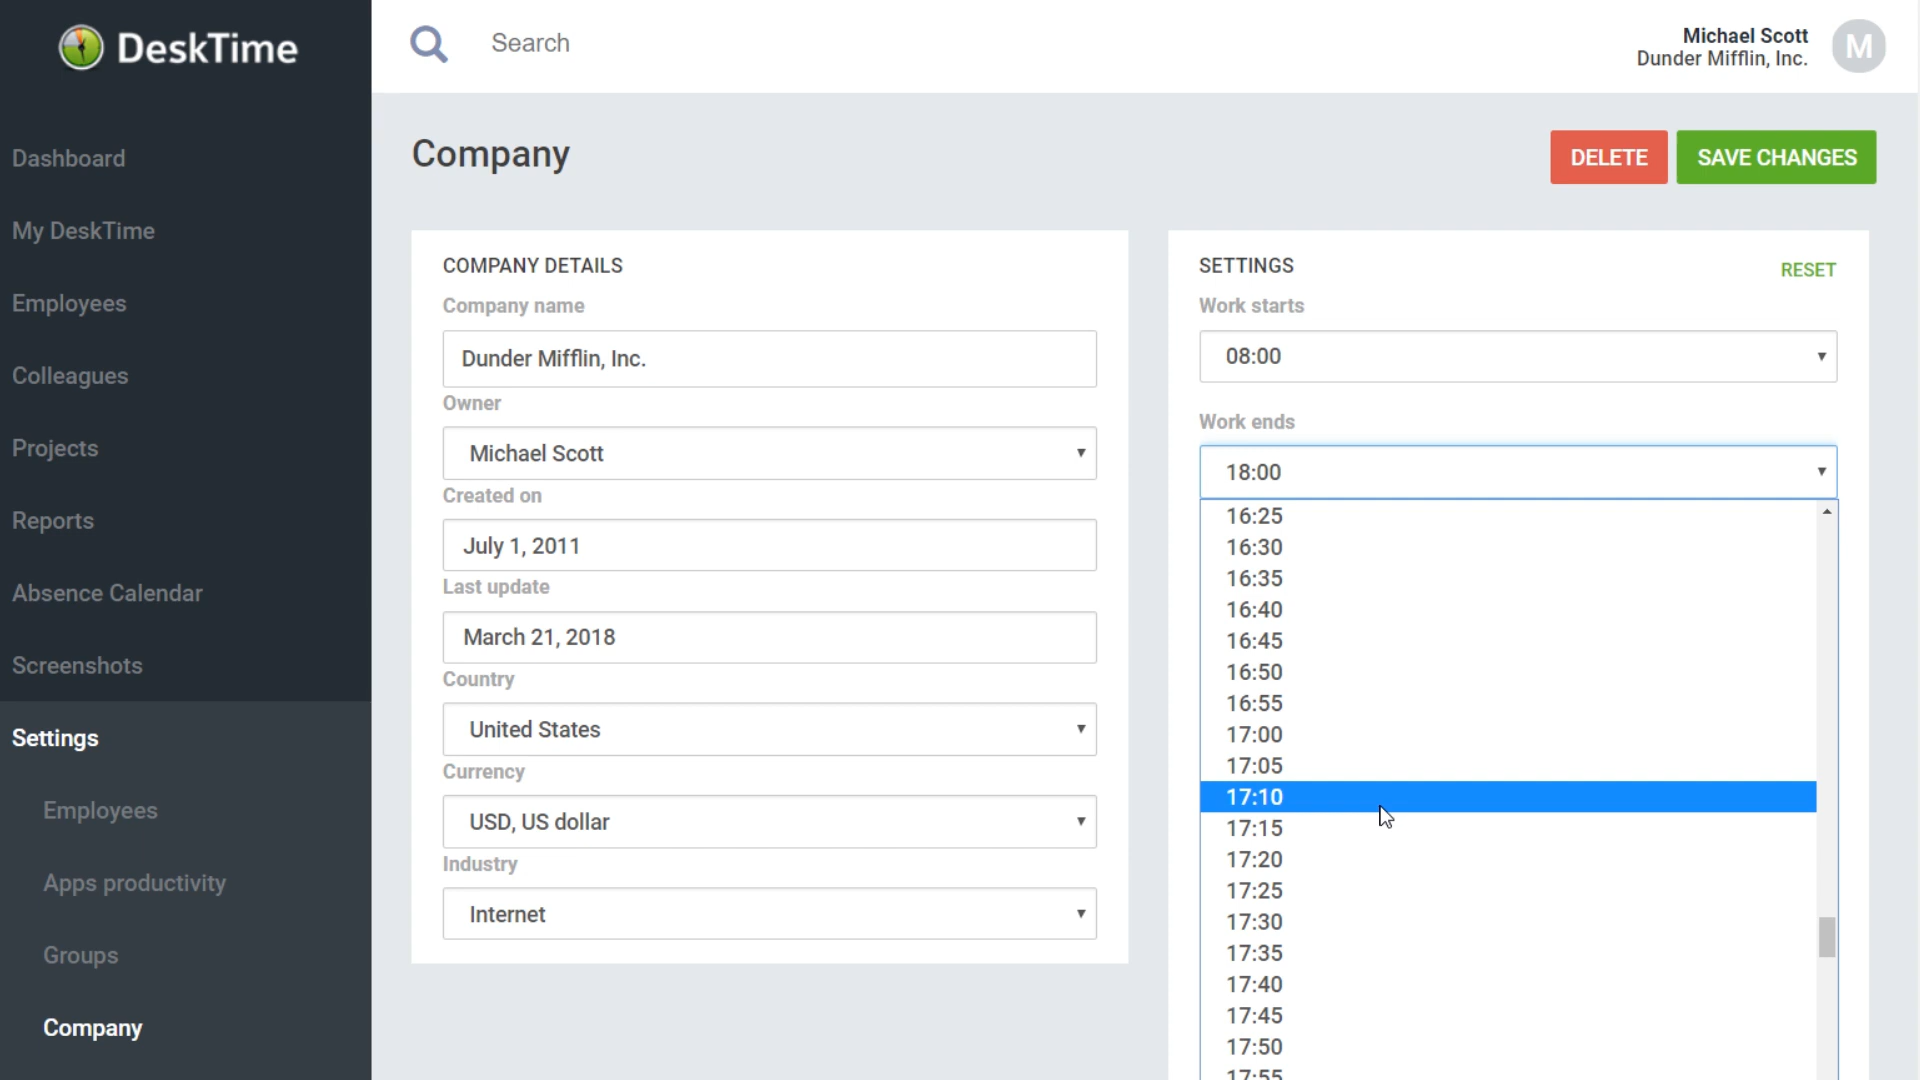 DeskTime
Search
Michael Scott
Dunder Mifflin, Inc.
M
Dashboard
My DeskTime
Employees
Colleagues
Projects
Reports
Absence Calendar
Screenshots
Settings
Employees
Apps productivity
Groups
Company
Company
DELETE
SAVE CHANGES
COMPANY DETAILS
Company name
Dunder Mifflin, Inc.
Owner
Michael Scott
Created on
July 1, 2011
Last update
March 21, 2018
Country
United States
Currency
USD, US dollar
Industry
Internet
SETTINGS
RESET
Work starts
08:00
Work ends
18:00
16:25
16:30
16:35
16:40
16:45
16:50
16:55
17:00
17:05
17:10
17:15
17:20
17:25
17:30
17:35
17:40
17:45
17:50
17:55